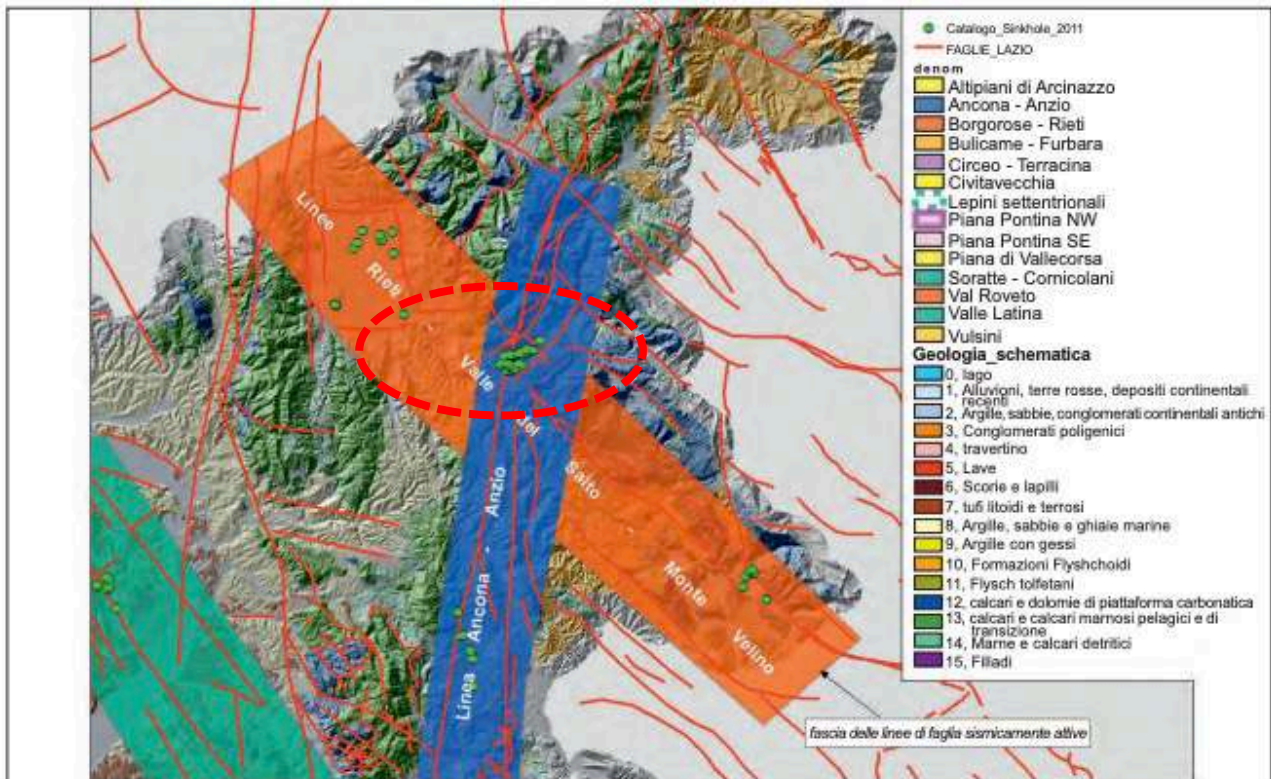 Catalogo_Sinkhole_2011
FAGLIE_LAZIO
denom
Altipiani di Arcinazzo
Ancona - Anzio
Borgorose - Rieti
Bulicame - Furbara
Circeo - Terracina
Civitavecchia
Lepini settentrionali
Piana Pontina NW
Piana Pontina SE
Piana di Vallecorsa
Soratte - Cornicolani
Val Roveto
Valle Latina
Vulsini
Geologia_schematica
0, lago
1, Alluvioni, terre rosse, depositi continentali
recenti
2, Argille, sabbie, conglomerati continentali antichi
3, Conglomerati poligenici
4, travertino
5, Lave
6, Scorie e lapilli
7, tufi litoidi e terrosi
8, Argille, sabbie e ghiaie marine
9, Argille con gessi
10, Formazioni Flyshchoidi
11, Flysch tolfetani
12, calcari e dolomie di piattaforma carbonatica
13, calcari e calcari marnosi pelagici e di
transizione
14, Marne e calcari detritici
15, Filladi
Linee
Rieti
Valle
del
Salto
Monte
Velino
Linea Ancona - Anzio
fascia delle linee di faglia sismicamente attive